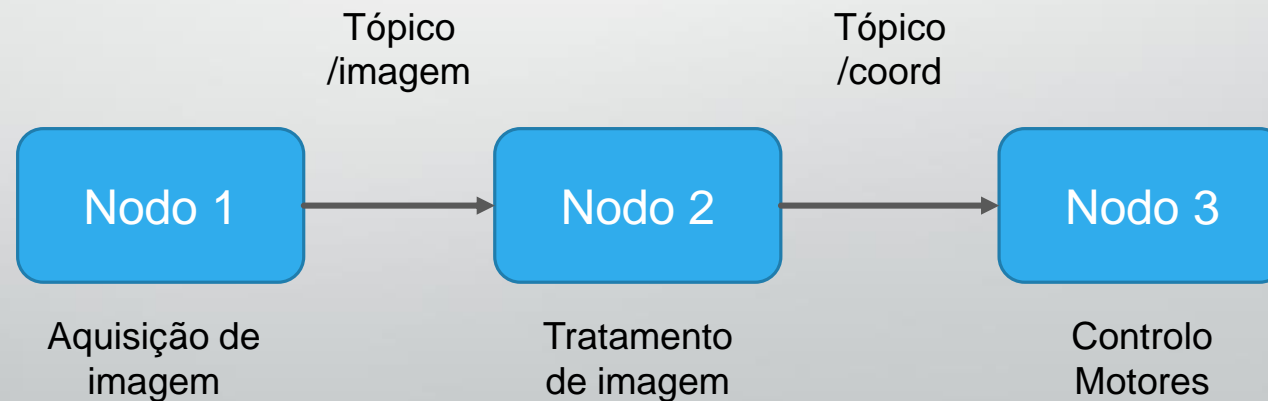 Tópico
/imagem
Tópico
/coord
Nodo 1
Nodo 2
Nodo 3
Aquisição de
imagem
Tratamento
de imagem
Controlo
Motores